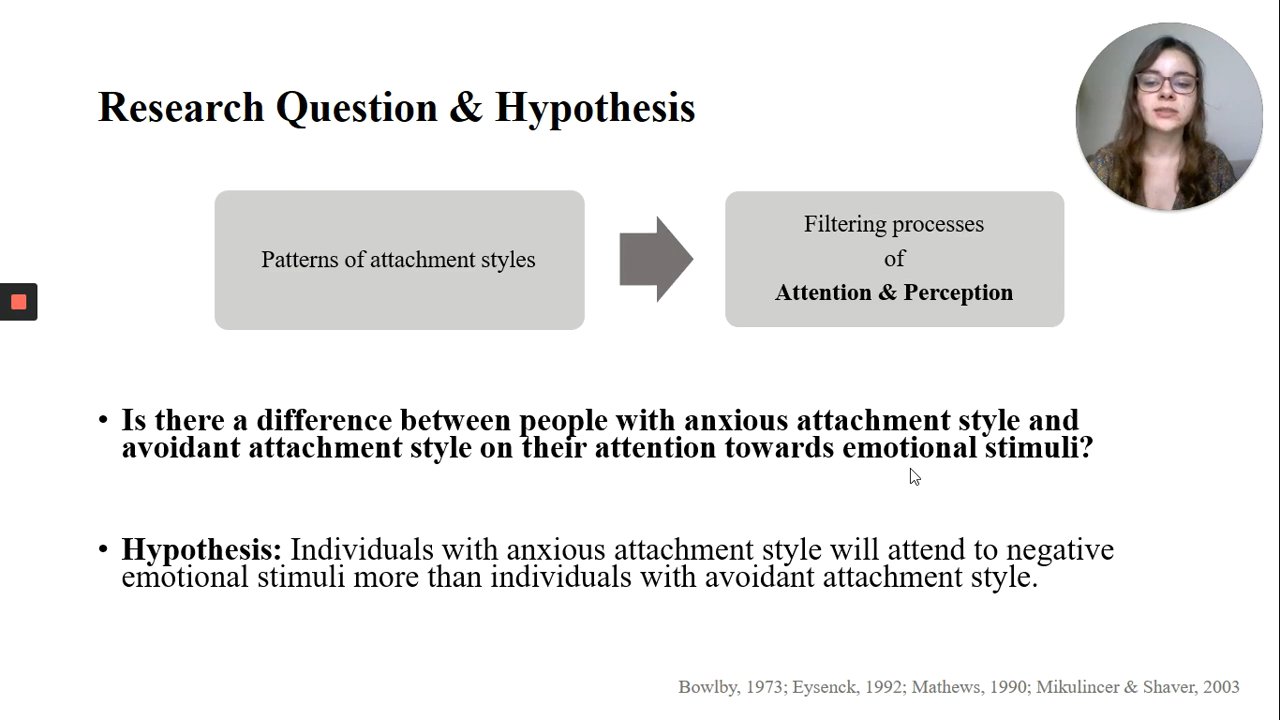 Research Question & Hypothesis
Patterns of attachment styles
Filtering processes
of
Attention & Perception
• Is there a difference between people with anxious attachment style and
avoidant attachment style on their attention towards emotional stimuli?
• Hypothesis: Individuals with anxious attachment style will attend to negative
emotional stimuli more than individuals with avoidant attachment style.
Bowlby, 1973; Eysenck, 1992; Mathews, 1990; Mikulincer & Shaver, 2003